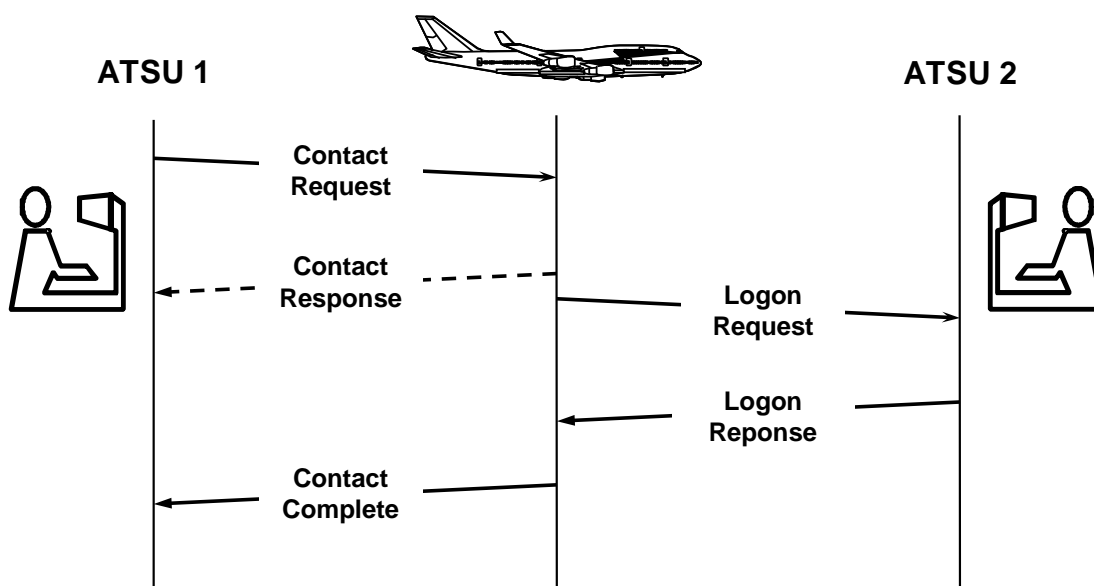 ATSU 1
ATSU 2
Contact
Request
Contact
Response
Logon
Request
Logon
Reponse
Contact
Complete